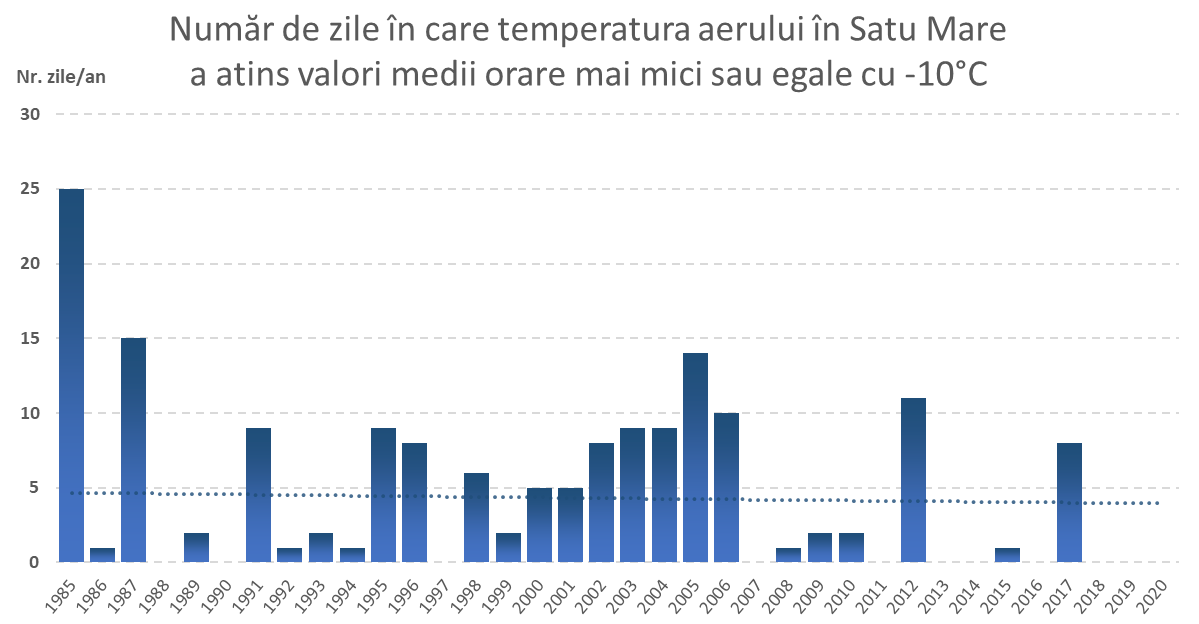 Număr de zile în care temperatura aerului în Satu Mare
a atins valori medii orare mai mici sau egale cu -10°C
Nr. zile/an
30
25
20
15
10
5
0
1985 1986 1987 1988 1989 1990 1991 1992 1993 1994 1995 1996 1997 1998 1999 2000 2001 2002 2003 2004 2005 2006 2007 2008 2009 2010 2011 2012 2013 2014 2015 2016 2017 2018 2019 2020